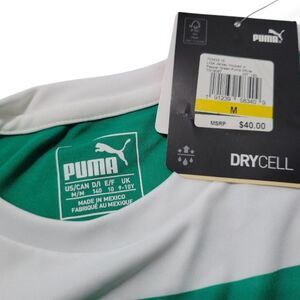 PUMA
M
MSRP $40.00
DRYCELL
PUMA
US/CAN D/I E/F UK
M/M 140 10 9-10Y
MADE IN MEXICO
FABRIQUÉ AU MEXIQUE